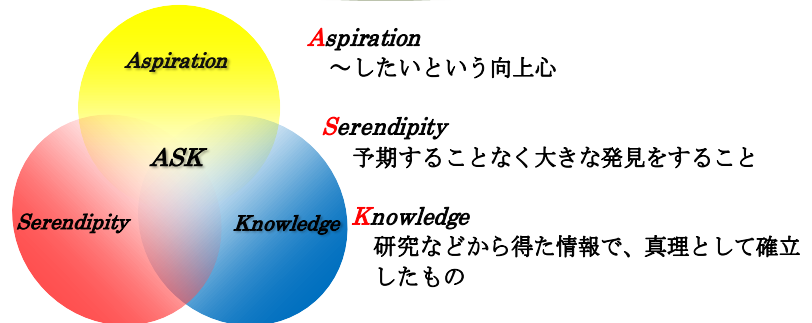 Aspiration
ASK
Serendipity
Knowledge
Aspiration
～したいという向上心
Serendipity
予期することなく大きな発見をすること
Knowledge
研究などから得た情報で、真理として確立
したもの